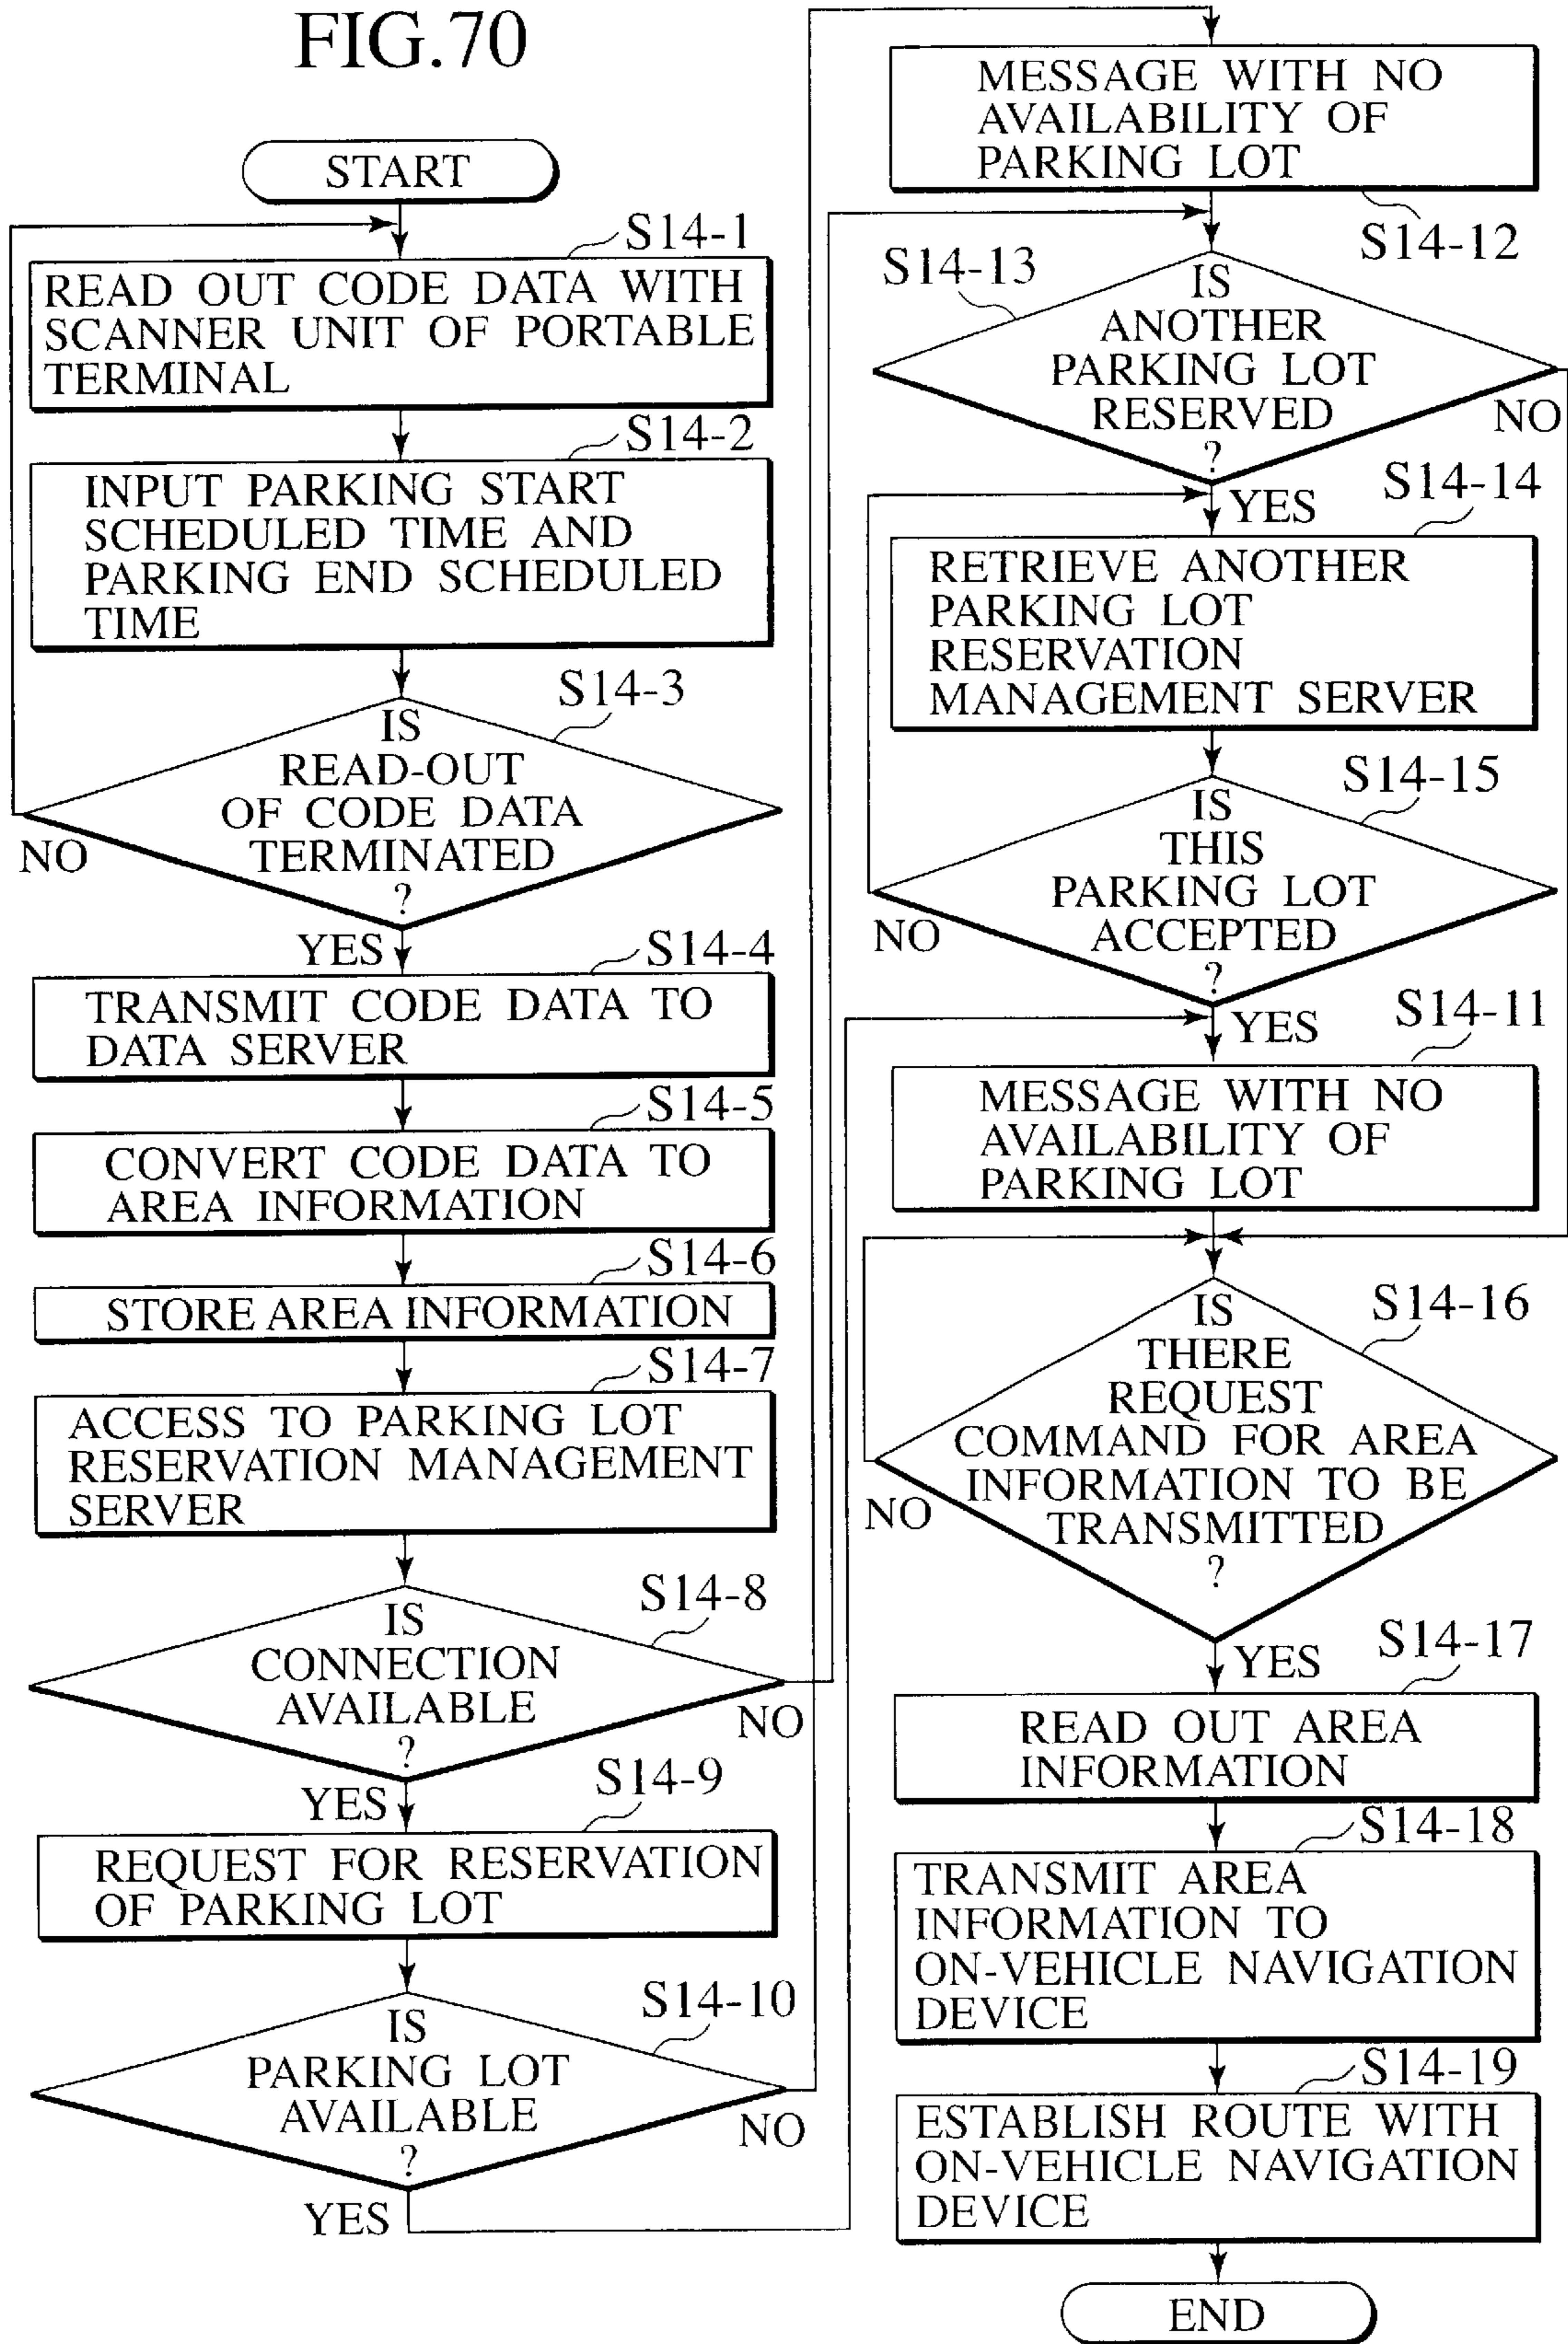 FIG.70
START
S14-1
READ OUT CODE DATA WITH
SCANNER UNIT OF PORTABLE
TERMINAL
S14-2
INPUT PARKING START
SCHEDULED TIME AND
PARKING END SCHEDULED
TIME
S14-3
IS
READ-OUT
OF CODE DATA
TERMINATED
?
NO
YES
S14-4
TRANSMIT CODE DATA TO
DATA SERVER
S14-5
CONVERT CODE DATA TO
AREA INFORMATION
S14-6
STORE AREA INFORMATION
S14-7
ACCESS TO PARKING LOT
RESERVATION MANAGEMENT
SERVER
S14-8
IS
CONNECTION
AVAILABLE
?
NO
YES
S14-9
REQUEST FOR RESERVATION
OF PARKING LOT
S14-10
IS
PARKING LOT
AVAILABLE
?
NO
YES
MESSAGE WITH NO
AVAILABILITY OF
PARKING LOT
S14-12
S14-13
IS
ANOTHER
PARKING LOT
RESERVED
?
NO
YES
S14-14
RETRIEVE ANOTHER
PARKING LOT
RESERVATION
MANAGEMENT SERVER
S14-15
IS
THIS
PARKING LOT
ACCEPTED
?
NO
YES
S14-11
MESSAGE WITH NO
AVAILABILITY OF
PARKING LOT
S14-16
IS
THERE
REQUEST
COMMAND FOR AREA
INFORMATION TO BE
TRANSMITTED
?
NO
YES
S14-17
READ OUT AREA
INFORMATION
S14-18
TRANSMIT AREA
INFORMATION TO
ON-VEHICLE NAVIGATION
DEVICE
S14-19
ESTABLISH ROUTE WITH
ON-VEHICLE NAVIGATION
DEVICE
END